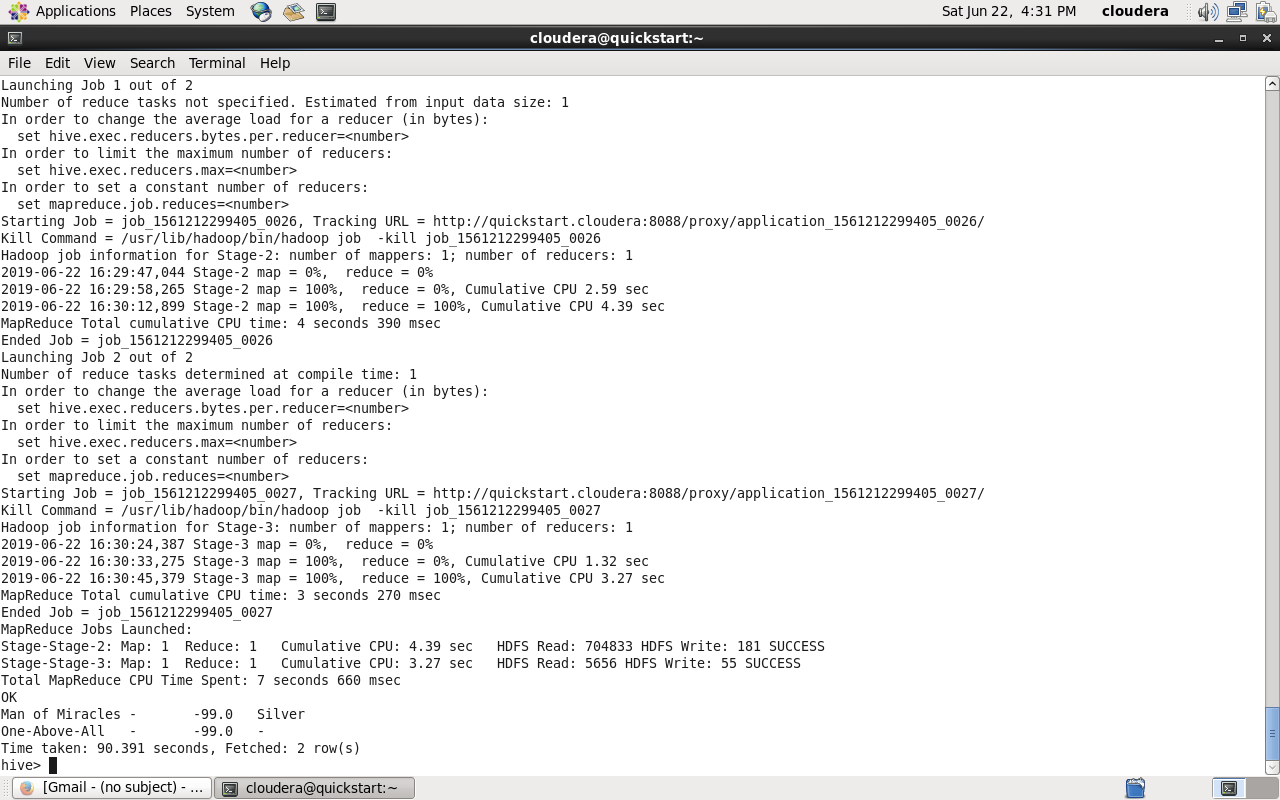 Applications Places System Sat Jun 22, 4:31 PM cloudera
cloudera@quickstart:~
File Edit View Search Terminal Help
Launching Job 1 out of 2
Number of reduce tasks not specified. Estimated from input data size: 1
In order to change the average load for a reducer (in bytes):
  set hive.exec.reducers.bytes.per.reducer=<number>
In order to limit the maximum number of reducers:
  set hive.exec.reducers.max=<number>
In order to set a constant number of reducers:
  set mapreduce.job.reduces=<number>
Starting Job = job_1561212299405_0026, Tracking URL = http://quickstart.cloudera:8088/proxy/application_1561212299405_0026/
Kill Command = /usr/lib/hadoop/bin/hadoop job  -kill job_1561212299405_0026
Hadoop job information for Stage-2: number of mappers: 1; number of reducers: 1
2019-06-22 16:29:47,044 Stage-2 map = 0%,  reduce = 0%
2019-06-22 16:29:58,265 Stage-2 map = 100%,  reduce = 0%, Cumulative CPU 2.59 sec
2019-06-22 16:30:12,899 Stage-2 map = 100%,  reduce = 100%, Cumulative CPU 4.39 sec
MapReduce Total cumulative CPU time: 4 seconds 390 msec
Ended Job = job_1561212299405_0026
Launching Job 2 out of 2
Number of reduce tasks determined at compile time: 1
In order to change the average load for a reducer (in bytes):
  set hive.exec.reducers.bytes.per.reducer=<number>
In order to limit the maximum number of reducers:
  set hive.exec.reducers.max=<number>
In order to set a constant number of reducers:
  set mapreduce.job.reduces=<number>
Starting Job = job_1561212299405_0027, Tracking URL = http://quickstart.cloudera:8088/proxy/application_1561212299405_0027/
Kill Command = /usr/lib/hadoop/bin/hadoop job  -kill job_1561212299405_0027
Hadoop job information for Stage-3: number of mappers: 1; number of reducers: 1
2019-06-22 16:30:24,387 Stage-3 map = 0%,  reduce = 0%
2019-06-22 16:30:33,275 Stage-3 map = 100%,  reduce = 0%, Cumulative CPU 1.32 sec
2019-06-22 16:30:45,379 Stage-3 map = 100%,  reduce = 100%, Cumulative CPU 3.27 sec
MapReduce Total cumulative CPU time: 3 seconds 270 msec
Ended Job = job_1561212299405_0027
MapReduce Jobs Launched:
Stage-Stage-2: Map: 1  Reduce: 1   Cumulative CPU: 4.39 sec   HDFS Read: 704833 HDFS Write: 181 SUCCESS
Stage-Stage-3: Map: 1  Reduce: 1   Cumulative CPU: 3.27 sec   HDFS Read: 5656 HDFS Write: 55 SUCCESS
Total MapReduce CPU Time Spent: 7 seconds 660 msec
OK
Man of Miracles -       -99.0   Silver
One-Above-All   -       -99.0   -
Time taken: 90.391 seconds, Fetched: 2 row(s)
hive>
[Gmail - (no subject) - ... cloudera@quickstart:~